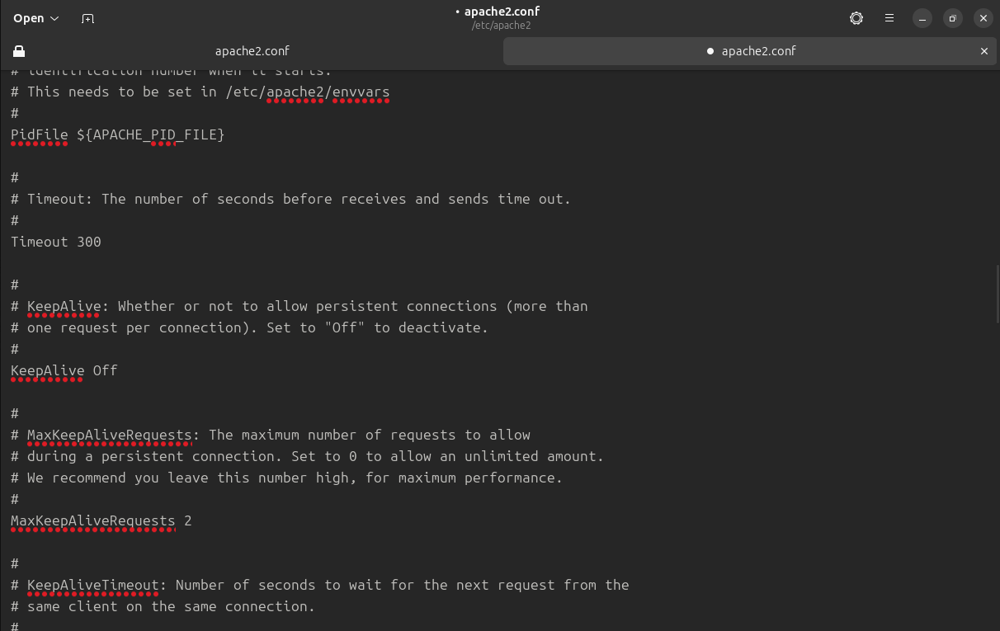 Open
• apache2.conf
/etc/apache2
apache2.conf
● apache2.conf
# identification number when it starts.
# This needs to be set in /etc/apache2/envvars
#
PidFile ${APACHE_PID_FILE}
#
# Timeout: The number of seconds before receives and sends time out.
#
Timeout 300
#
# KeepAlive: Whether or not to allow persistent connections (more than
# one request per connection). Set to "Off" to deactivate.
#
KeepAlive Off
#
# MaxKeepAliveRequests: The maximum number of requests to allow
# during a persistent connection. Set to 0 to allow an unlimited amount.
# We recommend you leave this number high, for maximum performance.
#
MaxKeepAliveRequests 2
#
# KeepAliveTimeout: Number of seconds to wait for the next request from the
# same client on the same connection.
#